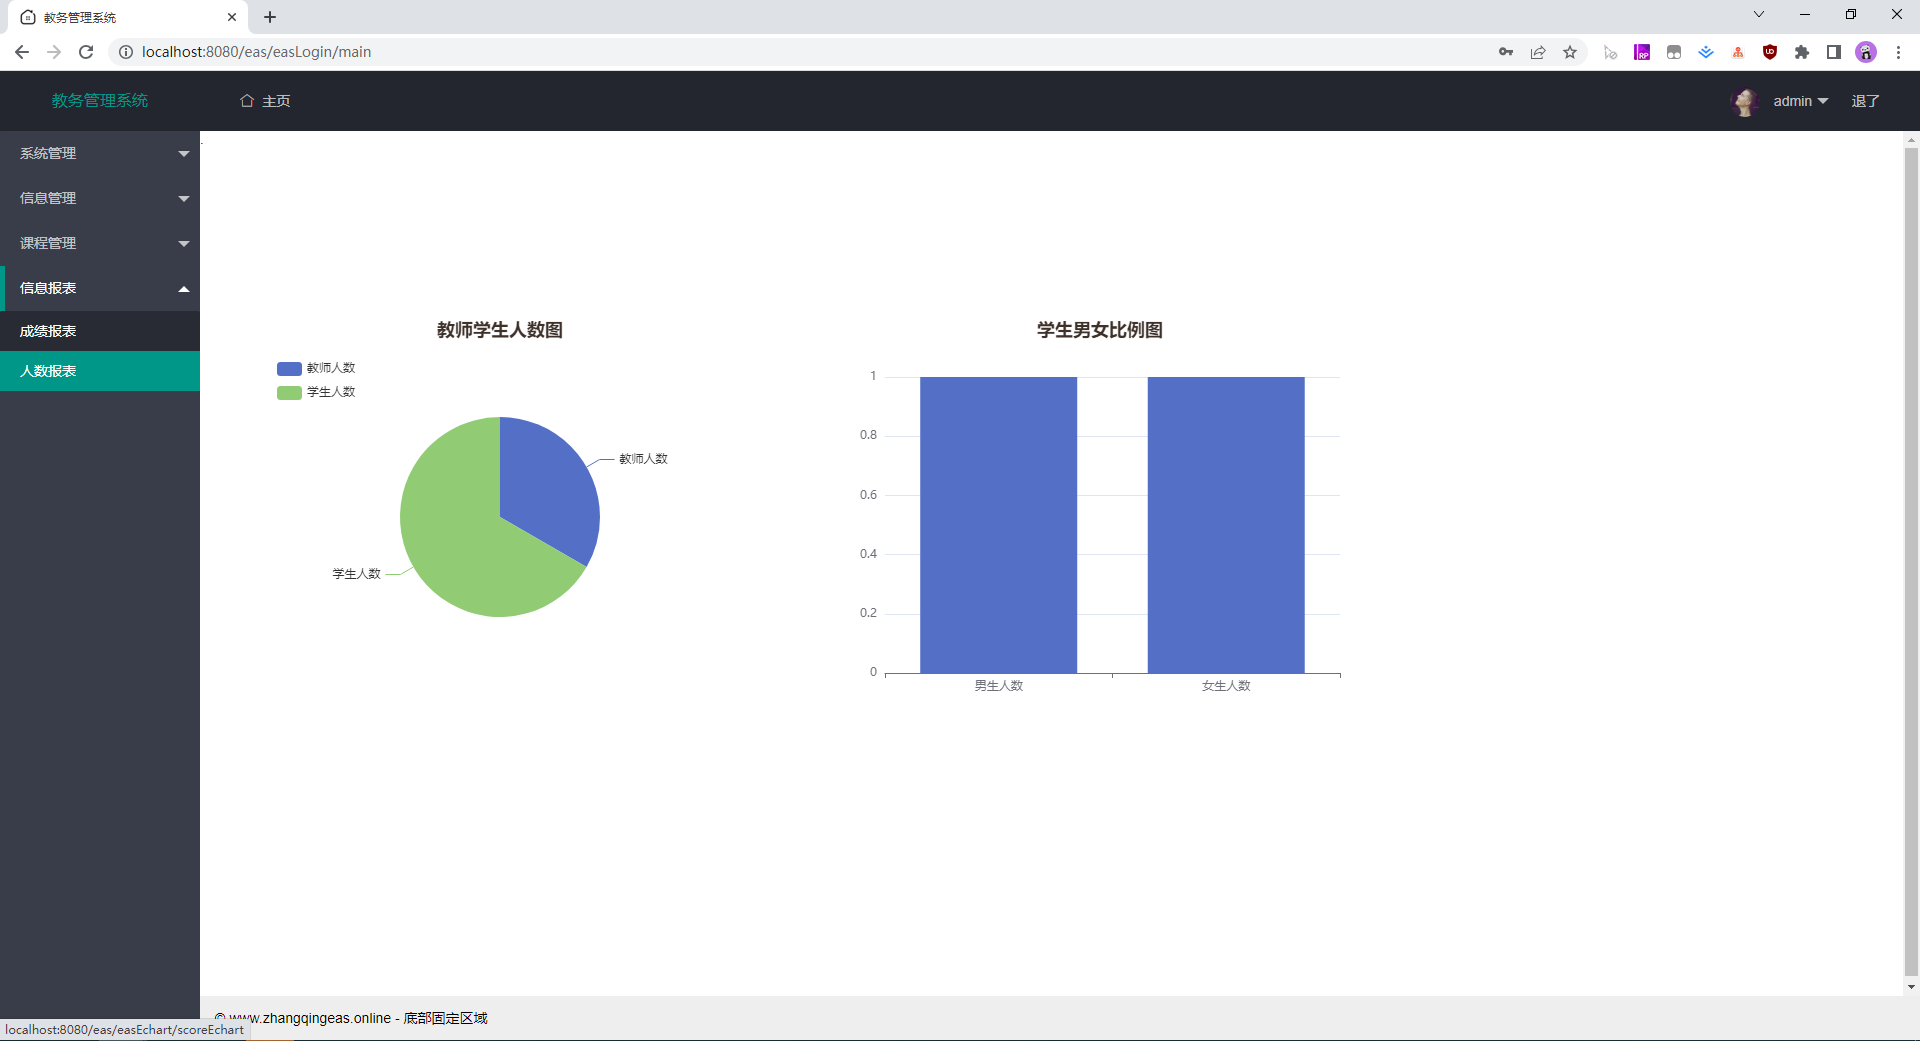 教务管理系统
localhost:8080/eas/easLogin/main
教务管理系统
主页
admin
退了
系统管理
信息管理
课程管理
信息报表
成绩报表
人数报表
教师学生人数图
教师人数
学生人数
教师人数
学生人数
学生男女比例图
1
0.8
0.6
0.4
0.2
0
男生人数
女生人数
© www.zhangqingeas.online - 底部固定区域
localhost:8080/eas/easEchart/scoreEchart